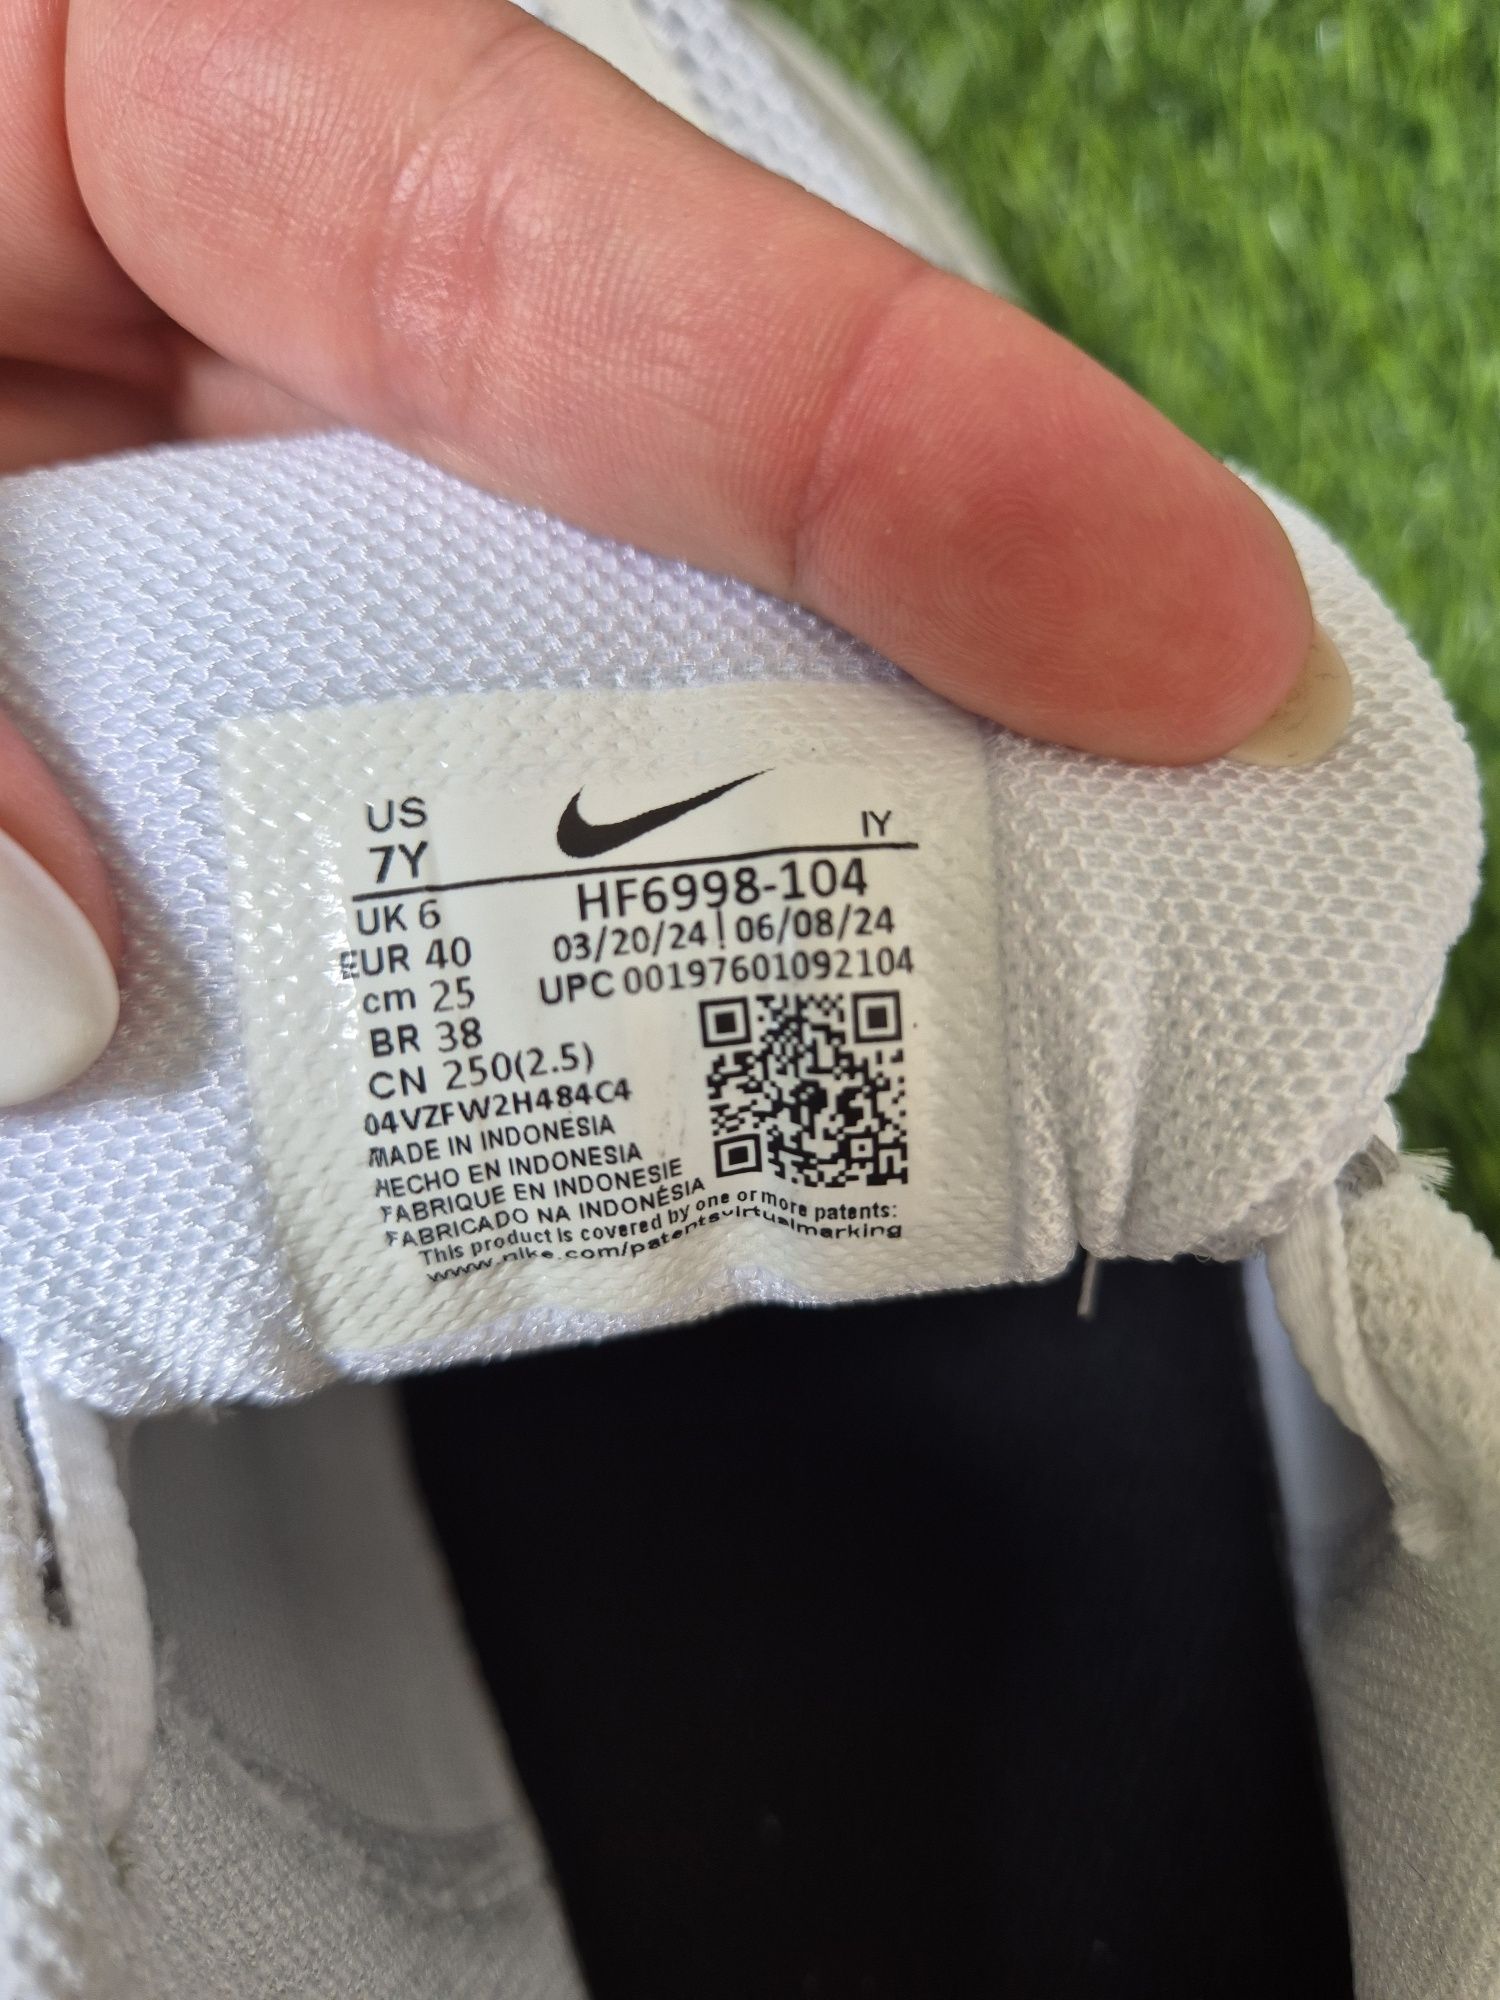 US
7Y
IY
UK 6
EUR 40
cm 25
BR 38
CN 250(2.5)
HF6998-104
03/20/24 | 06/08/24
UPC 00197601092104
04VZFW2H484C4
MADE IN INDONESIA
HECHO EN INDONESIA
FABRIQUE EN INDONESIE
FABRICADO NA INDONÉSIA
This product is covered by one or more patents:
www.nike.com/patentsvirtualmarking